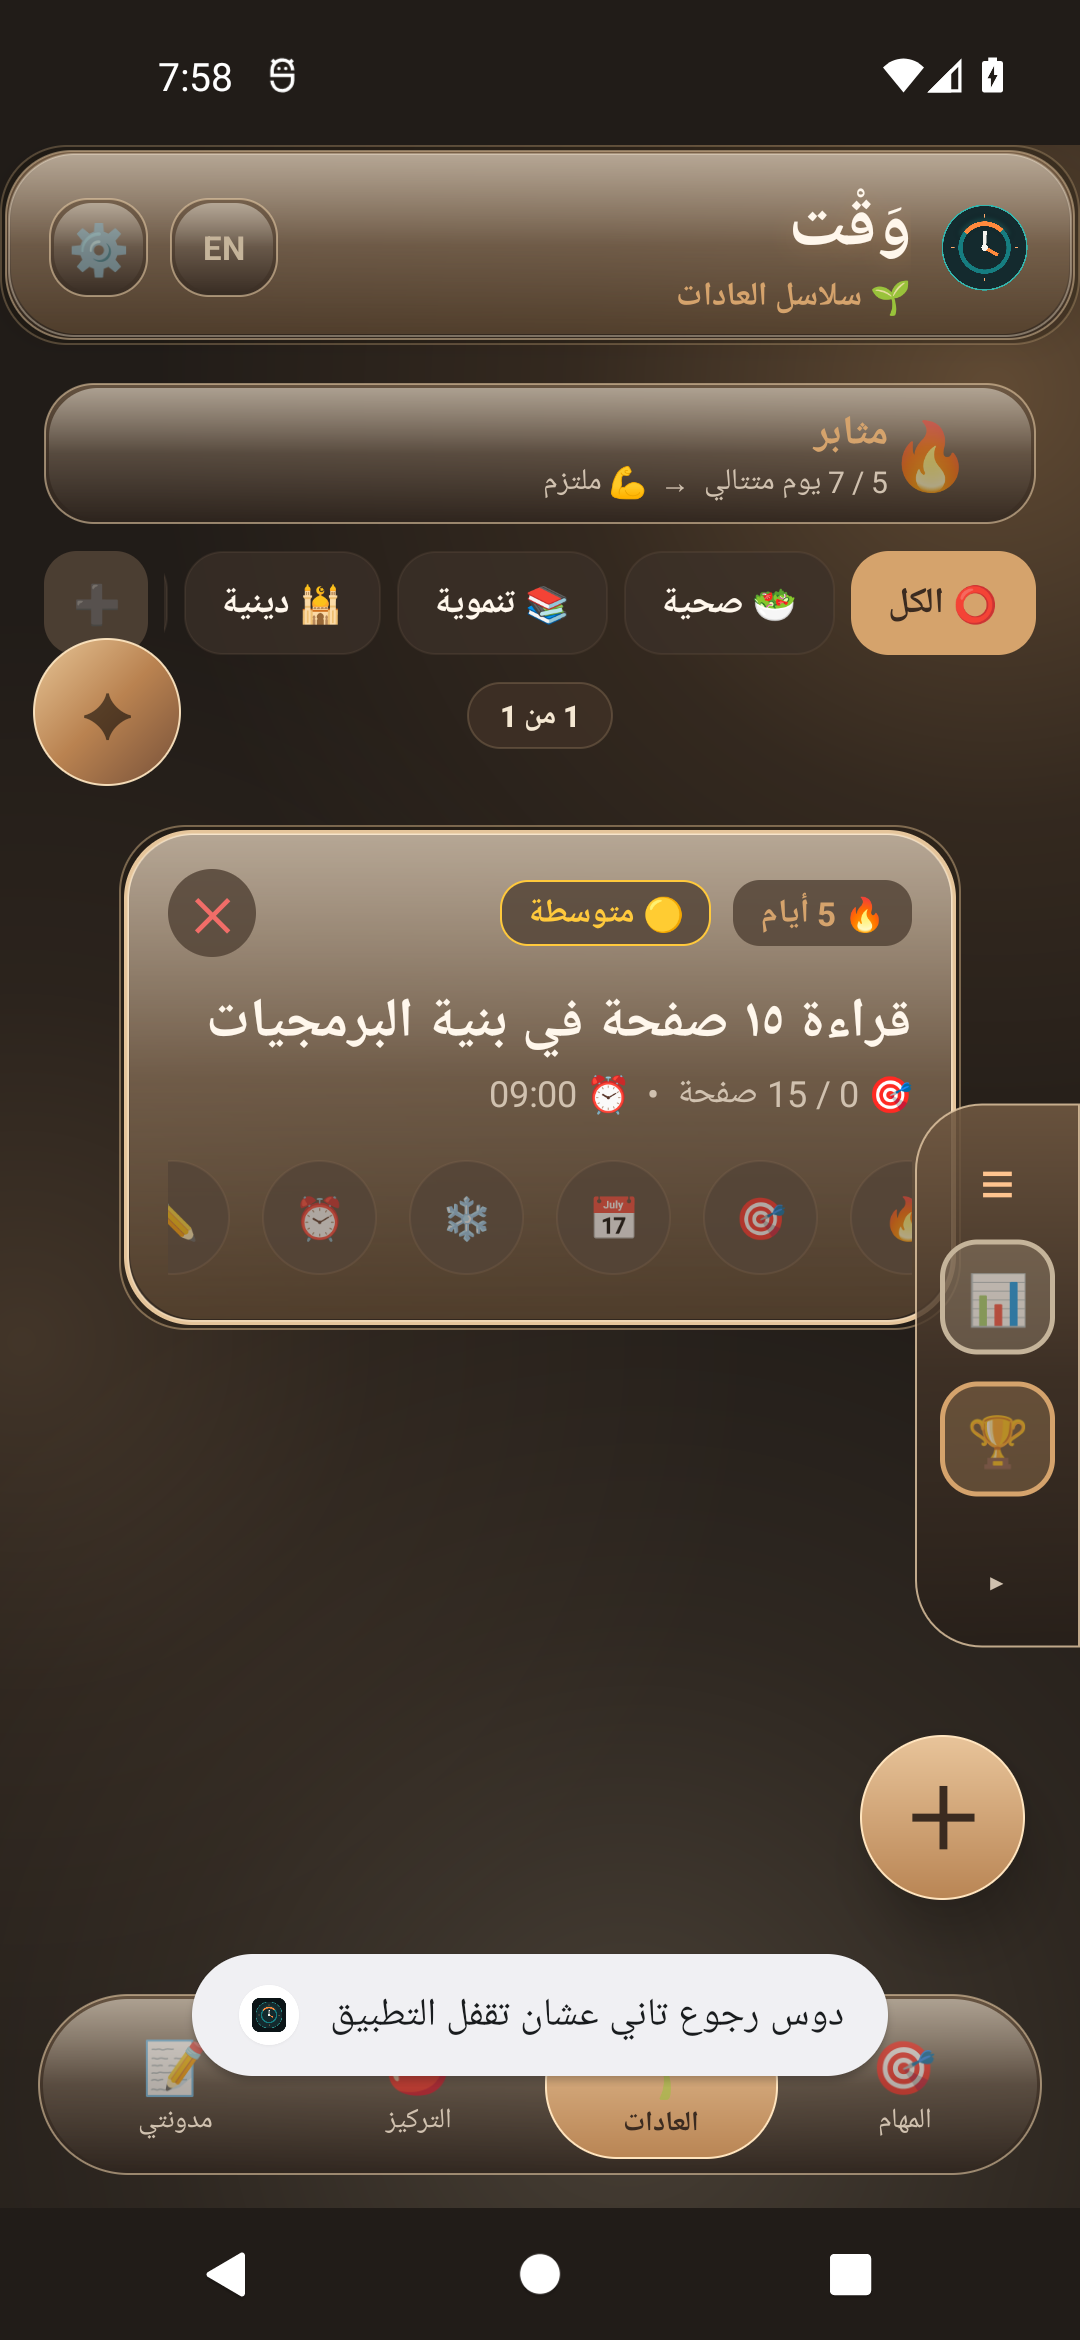 7:58
وَقْت
🌱 سلاسل العادات
EN
مثابر
5 / 7 يوم متتالي → 💪 ملتزم
⭕ الكل
🥗 صحية
📚 تنموية
🕌 دينية
1 من 1
🔥 5 أيام
🟡 متوسطة
قراءة ١٥ صفحة في بنية البرمجيات
🎯 0 / 15 صفحة • ⏰ 09:00
July
17
دوس رجوع تاني عشان تقفل التطبيق
المهام
العادات
التركيز
مدونتي